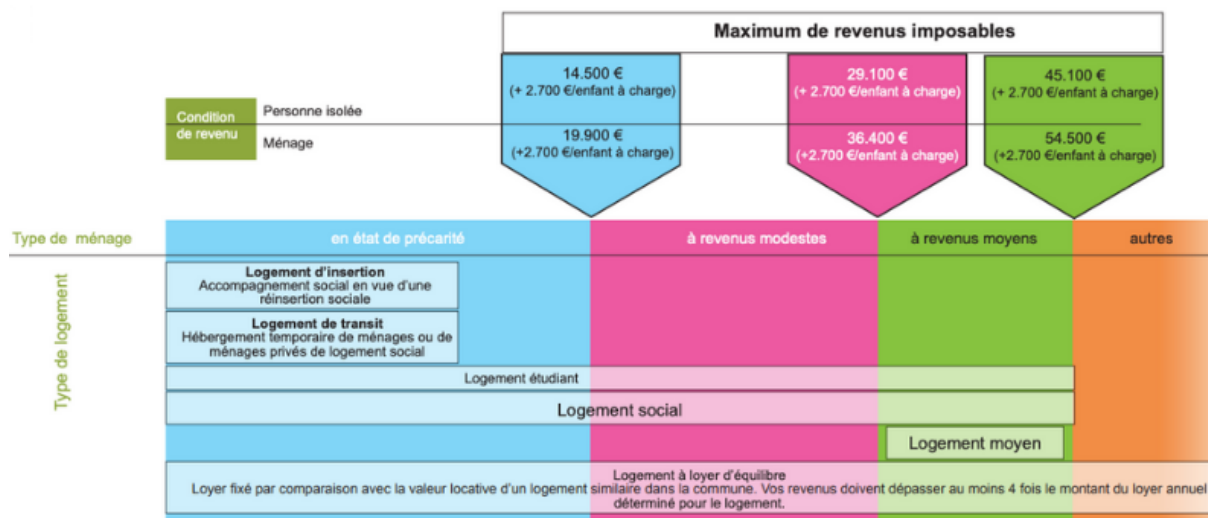 Maximum de revenus imposables
14.500 €
(+ 2.700 €/enfant à charge)
29.100 €
(+ 2.700 €/enfant à charge)
45.100 €
(+ 2.700 €/enfant à charge)
Condition
de revenu
Personne isolée
Ménage
19.900 €
(+2.700 €/enfant à charge)
36.400 €
(+2.700 €/enfant à charge)
54.500 €
(+2.700 €/enfant à charge)
Type de ménage
en état de précarité
à revenus modestes
à revenus moyens
autres
Type de logement
Logement d'insertion
Accompagnement social en vue d'une
réinsertion sociale
Logement de transit
Hébergement temporaire de ménages ou de
ménages privés de logement social
Logement étudiant
Logement social
Logement moyen
Logement à loyer d'équilibre
Loyer fixé par comparaison avec la valeur locative d'un logement similaire dans la commune. Vos revenus doivent dépasser au moins 4 fois le montant du loyer annuel
déterminé pour le logement.